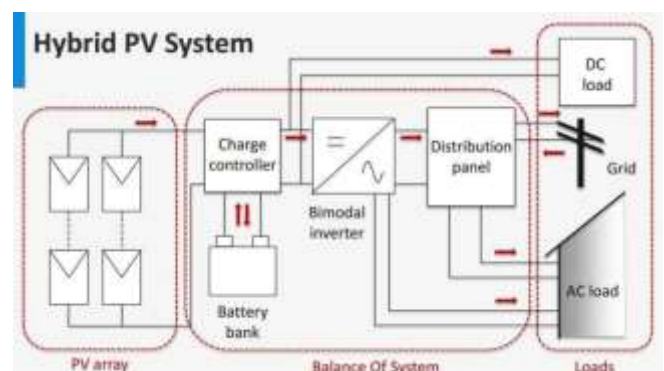 Hybrid PV System
DC
load
Charge
controller
Distribution
panel
Grid
Bimodal
inverter
Battery
bank
AC load
PV array
Balance Of System
Loads